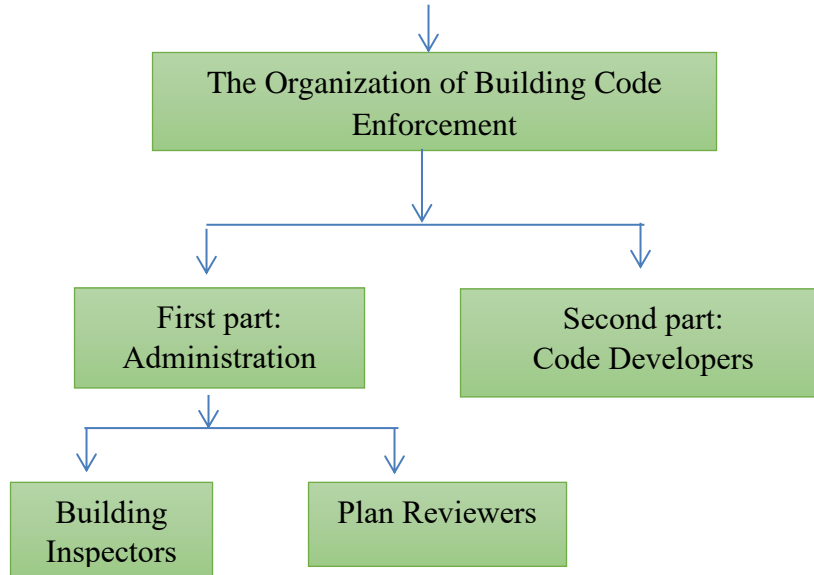 The Organization of Building Code
Enforcement
First part:
Administration
Second part:
Code Developers
Building
Inspectors
Plan Reviewers